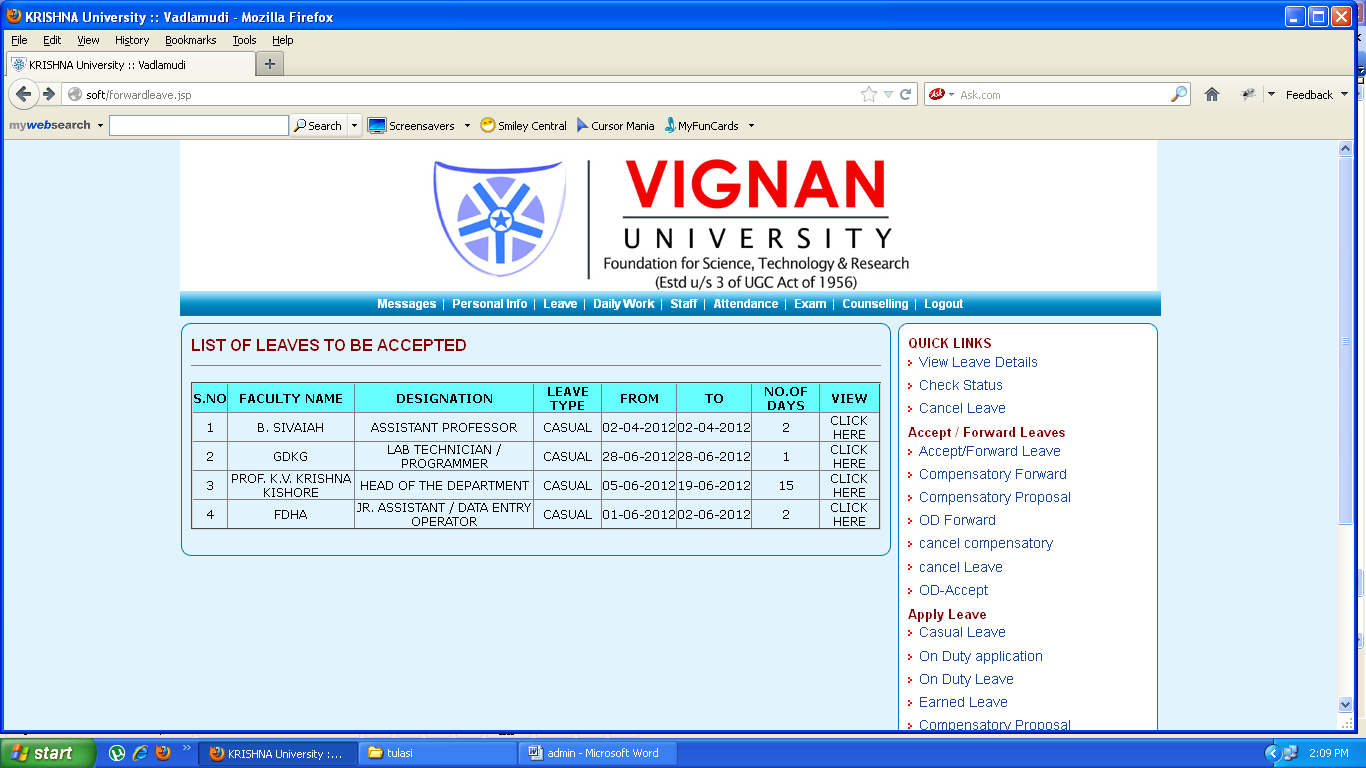 KRISHNA University :: Vadlamudi - Mozilla Firefox
File Edit View History Bookmarks Tools Help
KRISHNA University :: Vadlamudi
soft/forwardleave.jsp Ask Ask.com Feedback
mywebsearch Search Screensavers Smiley Central Cursor Mania MyFunCards
VIGNAN
UNIVERSITY
Foundation for Science, Technology & Research
(Estd u/s 3 of UGC Act of 1956)
Messages | Personal Info | Leave | Daily Work | Staff | Attendance | Exam | Counselling | Logout
LIST OF LEAVES TO BE ACCEPTED
S.NO FACULTY NAME DESIGNATION LEAVE TYPE FROM TO NO.OF DAYS VIEW
1 B. SIVAIAH ASSISTANT PROFESSOR CASUAL 02-04-2012 02-04-2012 2 CLICK HERE
2 GDKG LAB TECHNICIAN / PROGRAMMER CASUAL 28-06-2012 28-06-2012 1 CLICK HERE
3 PROF. K.V. KRISHNA KISHORE HEAD OF THE DEPARTMENT CASUAL 05-06-2012 19-06-2012 15 CLICK HERE
4 FDHA JR. ASSISTANT / DATA ENTRY OPERATOR CASUAL 01-06-2012 02-06-2012 2 CLICK HERE
QUICK LINKS
View Leave Details
Check Status
Cancel Leave
Accept / Forward Leaves
Accept/Forward Leave
Compensatory Forward
Compensatory Proposal
OD Forward
cancel compensatory
cancel Leave
OD-Accept
Apply Leave
Casual Leave
On Duty application
On Duty Leave
Earned Leave
Compensatory Proposal
start KRISHNA University :... tulasi admin - Microsoft Word 2:09 PM